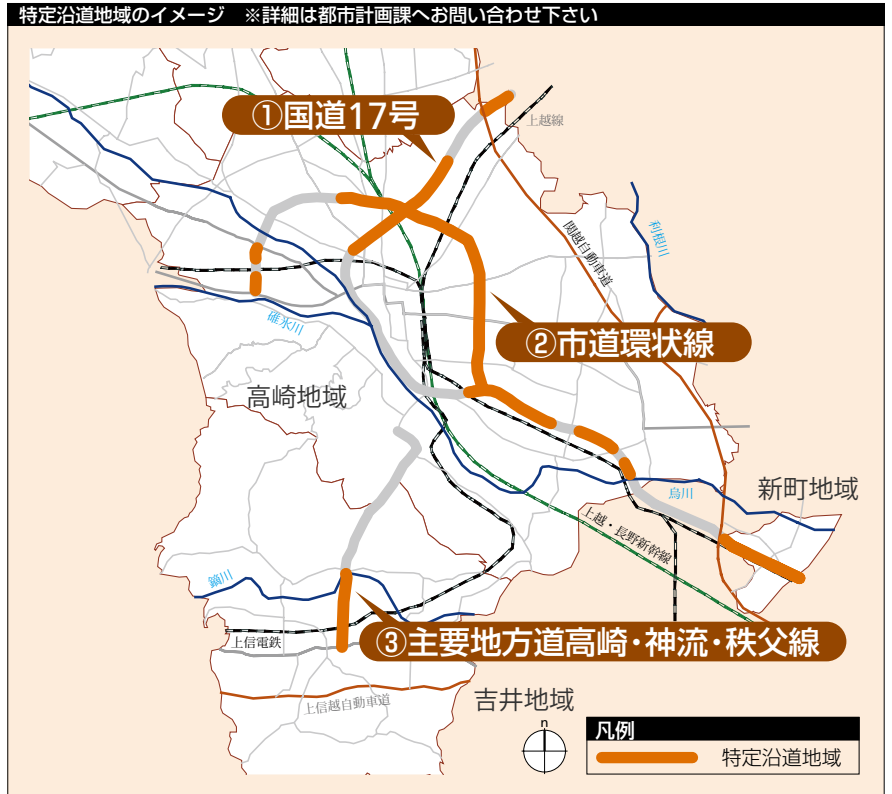 特定沿道地域のイメージ　※詳細は都市計画課へお問い合わせ下さい
①国道17号
上越線
関越自動車道
利根川
碓氷川
②市道環状線
高崎地域
新町地域
烏川
上越・長野新幹線
鏑川
上信電鉄
③主要地方道高崎・神流・秩父線
吉井地域
上信越自動車道
n
凡例
特定沿道地域